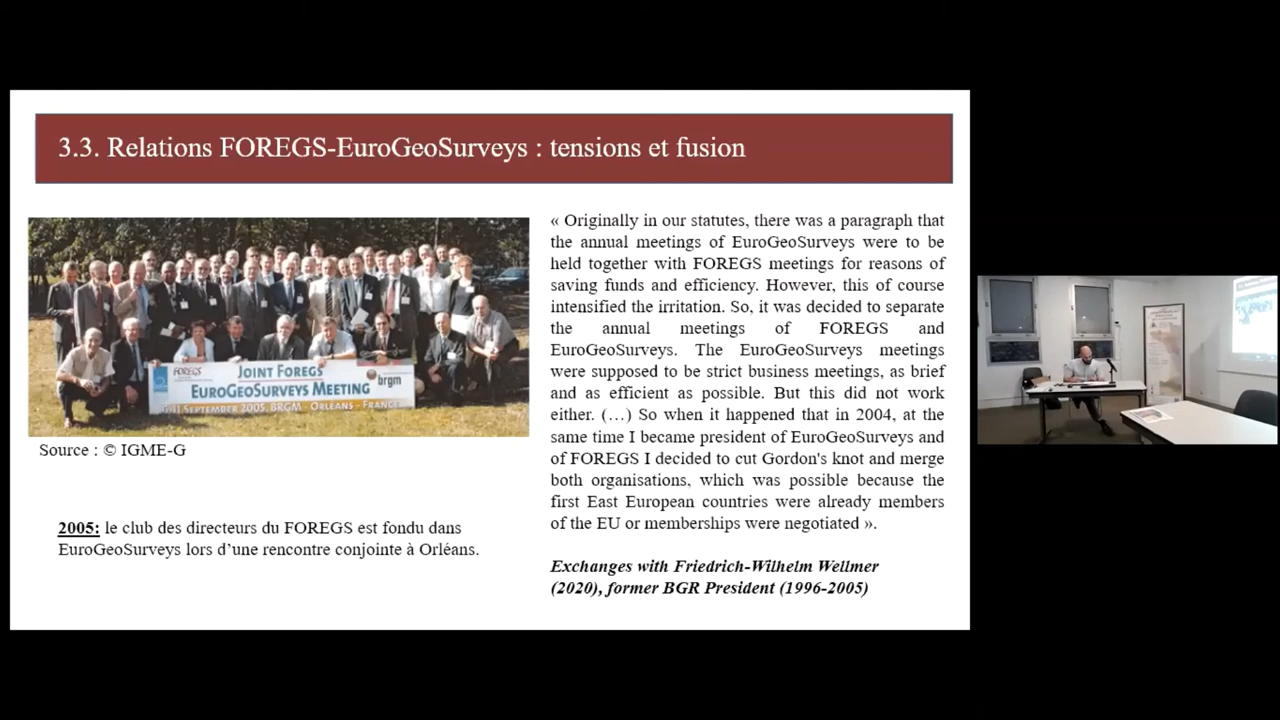 3.3. Relations FOREGS-EuroGeoSurveys : tensions et fusion
JOINT FOREGS
EUROGEOSURVEYS MEETING
SEPTEMBER 2005, BRGM - ORLEANS - FRANCE
FOREGS
brgm
Source : © IGME-G
2005: le club des directeurs du FOREGS est fondu dans
EuroGeoSurveys lors d’une rencontre conjointe à Orléans.
« Originally in our statutes, there was a paragraph that
the annual meetings of EuroGeoSurveys were to be
held together with FOREGS meetings for reasons of
saving funds and efficiency. However, this of course
intensified the irritation. So, it was decided to separate
the annual meetings of FOREGS and
EuroGeoSurveys. The EuroGeoSurveys meetings
were supposed to be strict business meetings, as brief
and as efficient as possible. But this did not work
either. (…) So when it happened that in 2004, at the
same time I became president of EuroGeoSurveys and
of FOREGS I decided to cut Gordon's knot and merge
both organisations, which was possible because the
first East European countries were already members
of the EU or memberships were negotiated ».
Exchanges with Friedrich-Wilhelm Wellmer
(2020), former BGR President (1996-2005)